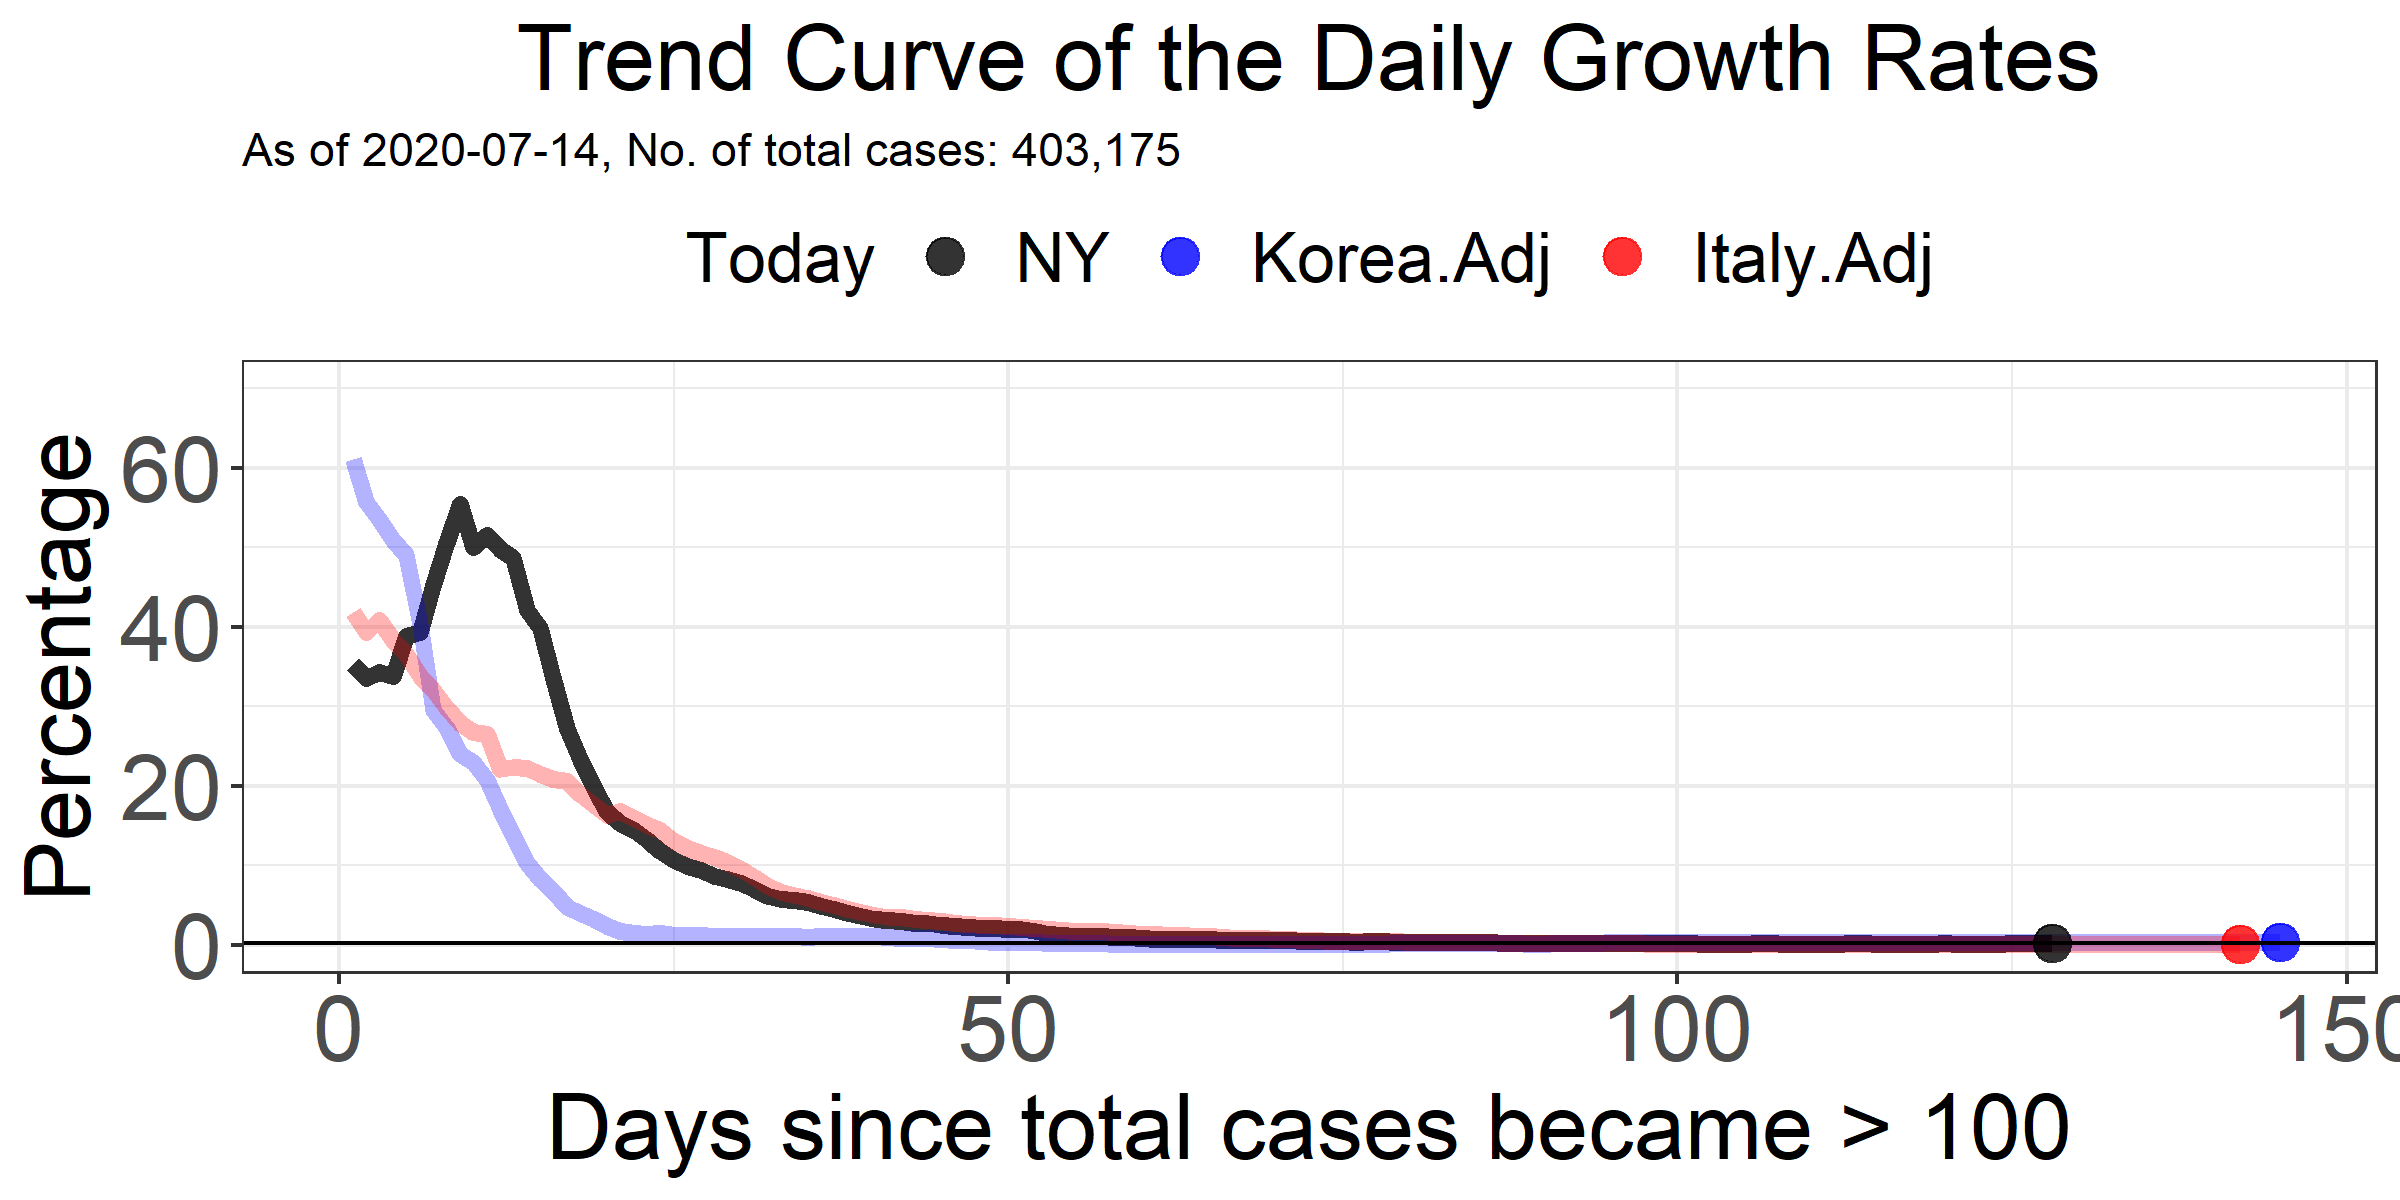 Trend Curve of the Daily Growth Rates
As of 2020-07-14, No. of total cases: 403,175
Today NY Korea.Adj Italy.Adj
Percentage
60
40
20
0
0 50 100 150
Days since total cases became > 100